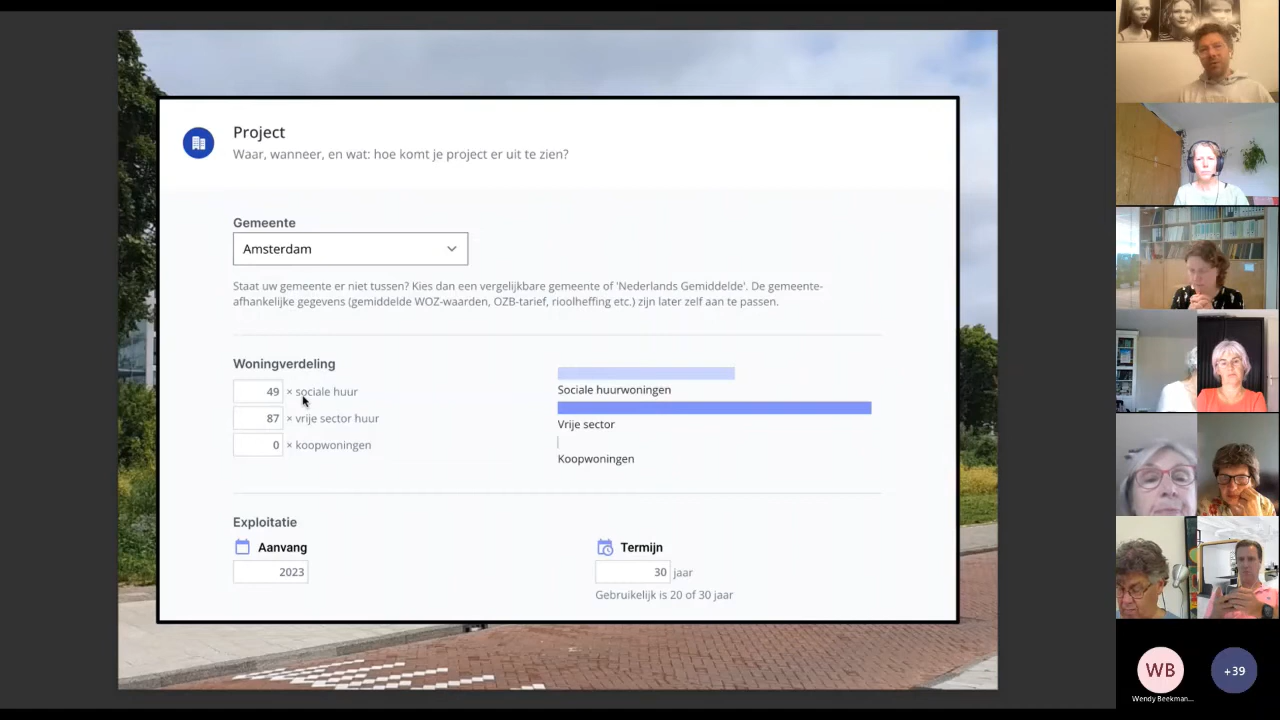 Project
Waar, wanneer, en wat: hoe komt je project er uit te zien?
Gemeente
Amsterdam
Staat uw gemeente er niet tussen? Kies dan een vergelijkbare gemeente of 'Nederlands Gemiddelde'. De gemeente-
afhankelijke gegevens (gemiddelde WOZ-waarden, OZB-tarief, rioolheffing etc.) zijn later zelf aan te passen.
Woningverdeling
49 × sociale huur
87 × vrije sector huur
0 × koopwoningen
Sociale huurwoningen
Vrije sector
Koopwoningen
Exploitatie
Aanvang
2023
Termijn
30 jaar
Gebruikelijk is 20 of 30 jaar
WB
Wendy Beekman...
+39